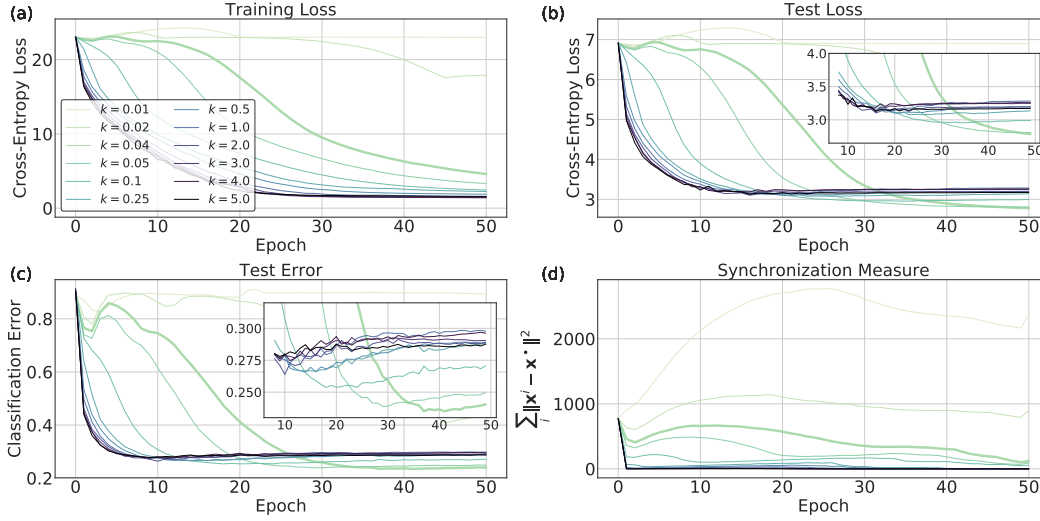 (a) Training Loss
Cross-Entropy Loss
20
10
0
k = 0.01
k = 0.02
k = 0.04
k = 0.05
k = 0.1
k = 0.25
k = 0.5
k = 1.0
k = 2.0
k = 3.0
k = 4.0
k = 5.0
0 10 20 30 40 50
Epoch
(b) Test Loss
Cross-Entropy Loss
7
6
5
4
3
4.0
3.5
3.0
10 20 30 40 50
0 10 20 30 40 50
Epoch
(c) Test Error
Classification Error
0.8
0.6
0.4
0.2
0.300
0.275
0.250
10 20 30 40 50
0 10 20 30 40 50
Epoch
(d) Synchronization Measure
∑i ‖x^i − x^•‖^2
2000
1000
0
0 10 20 30 40 50
Epoch